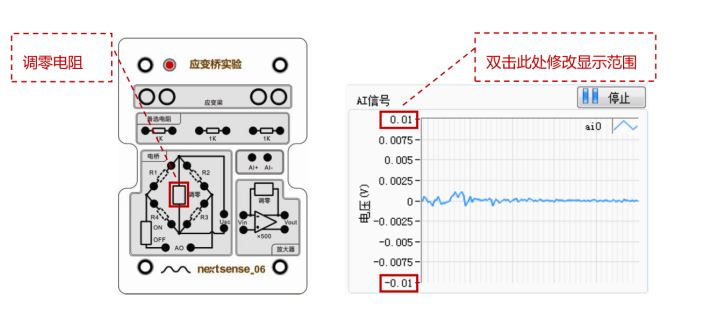 调零电阻
双击此处修改显示范围
应变桥实验
应变梁
备选电阻
1K
1K
1K
电桥
R1
R2
调零
R4
R3
ON
OFF
AO
Usc
AI+ AI-
调零
Vin
Vout
×500
放大器
nextsense_06
AI信号
停止
ai0
电压(V)
0.01
0.0075
0.005
0.0025
0
-0.0025
-0.005
-0.0075
-0.01